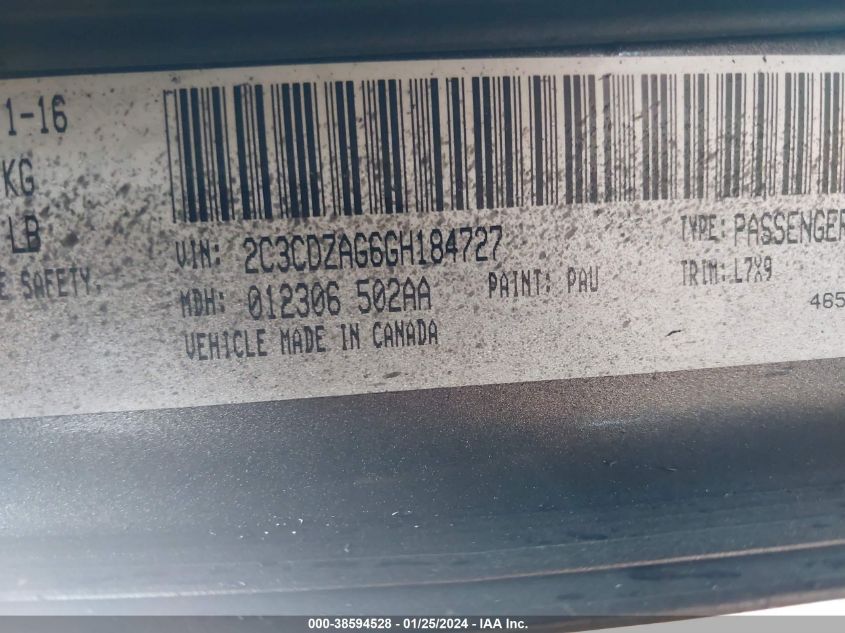 1-16
KG
LB
E SAFETY.
VIN: 2C3CDZAG6GH184727
TYPE: PASSENGER
MDH: 012306 502AA
PAINT: PAU
TRIM: L7X9
VEHICLE MADE IN CANADA
465
000-38594528 - 01/25/2024 - IAA Inc.